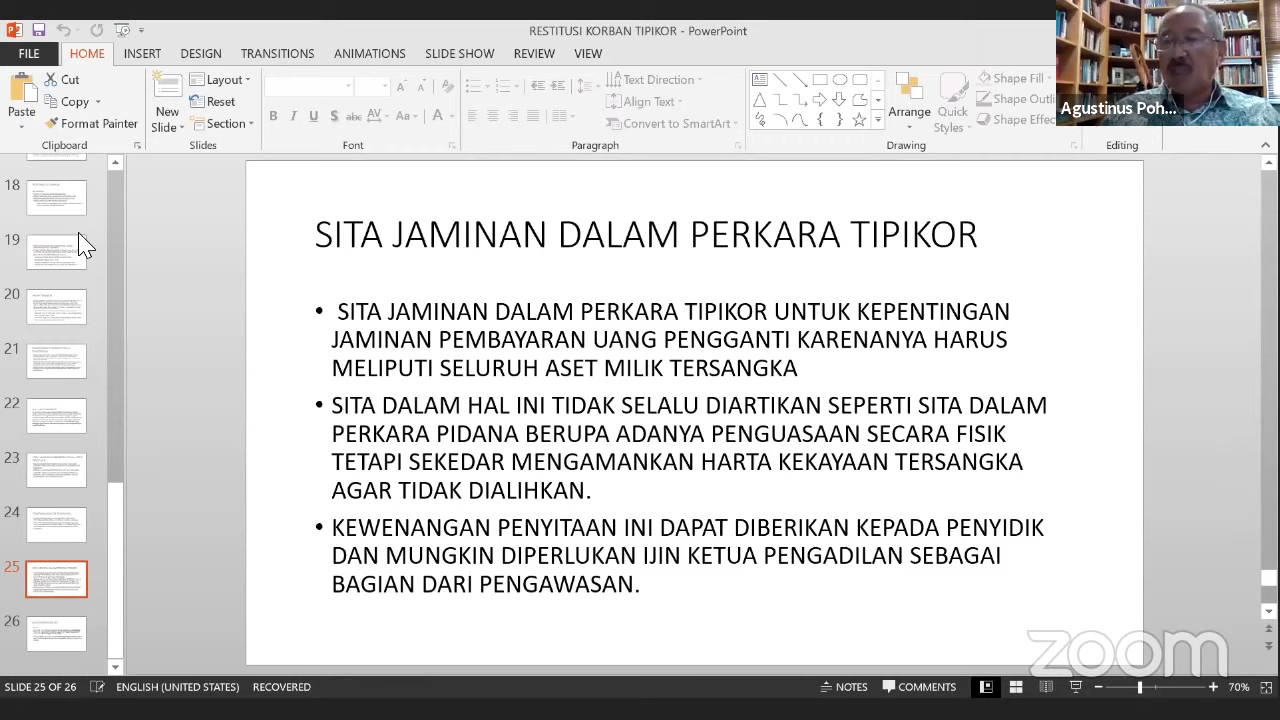 RESTITUSI KORBAN TIPIKOR - PowerPoint
FILE HOME INSERT DESIGN TRANSITIONS ANIMATIONS SLIDE SHOW REVIEW VIEW
Agustinus Poh...
Paste
Cut
Copy
Format Painter
Clipboard
New
Slide
Layout
Reset
Section
Slides
B I U S abc AV Aa A
Font
Text Direction
Align Text
Convert to SmartArt
Paragraph
Arrange
Quick
Styles
Shape Fill
Shape Outli
Shape Effec
Drawing
Editing
18
19
20
21
22
23
24
25
26
SITA JAMINAN DALAM PERKARA TIPIKOR
• SITA JAMINAN DALAM PERKARA TIPIKOR UNTUK KEPENTINGAN
JAMINAN PEMBAYARAN UANG PENGGANTI KARENANYA HARUS
MELIPUTI SELURUH ASET MILIK TERSANGKA
• SITA DALAM HAL INI TIDAK SELALU DIARTIKAN SEPERTI SITA DALAM
PERKARA PIDANA BERUPA ADANYA PENGUASAAN SECARA FISIK
TETAPI SEKEDAR MENGAMANKAN HARTA KEKAYAAN TERSANGKA
AGAR TIDAK DIALIHKAN.
• KEWENANGAN PENYITAAN INI DAPAT DIBERIKAN KEPADA PENYIDIK
DAN MUNGKIN DIPERLUKAN IJIN KETUA PENGADILAN SEBAGAI
BAGIAN DARI PENGAWASAN.
zoom
SLIDE 25 OF 26 ENGLISH (UNITED STATES) RECOVERED NOTES COMMENTS 70%